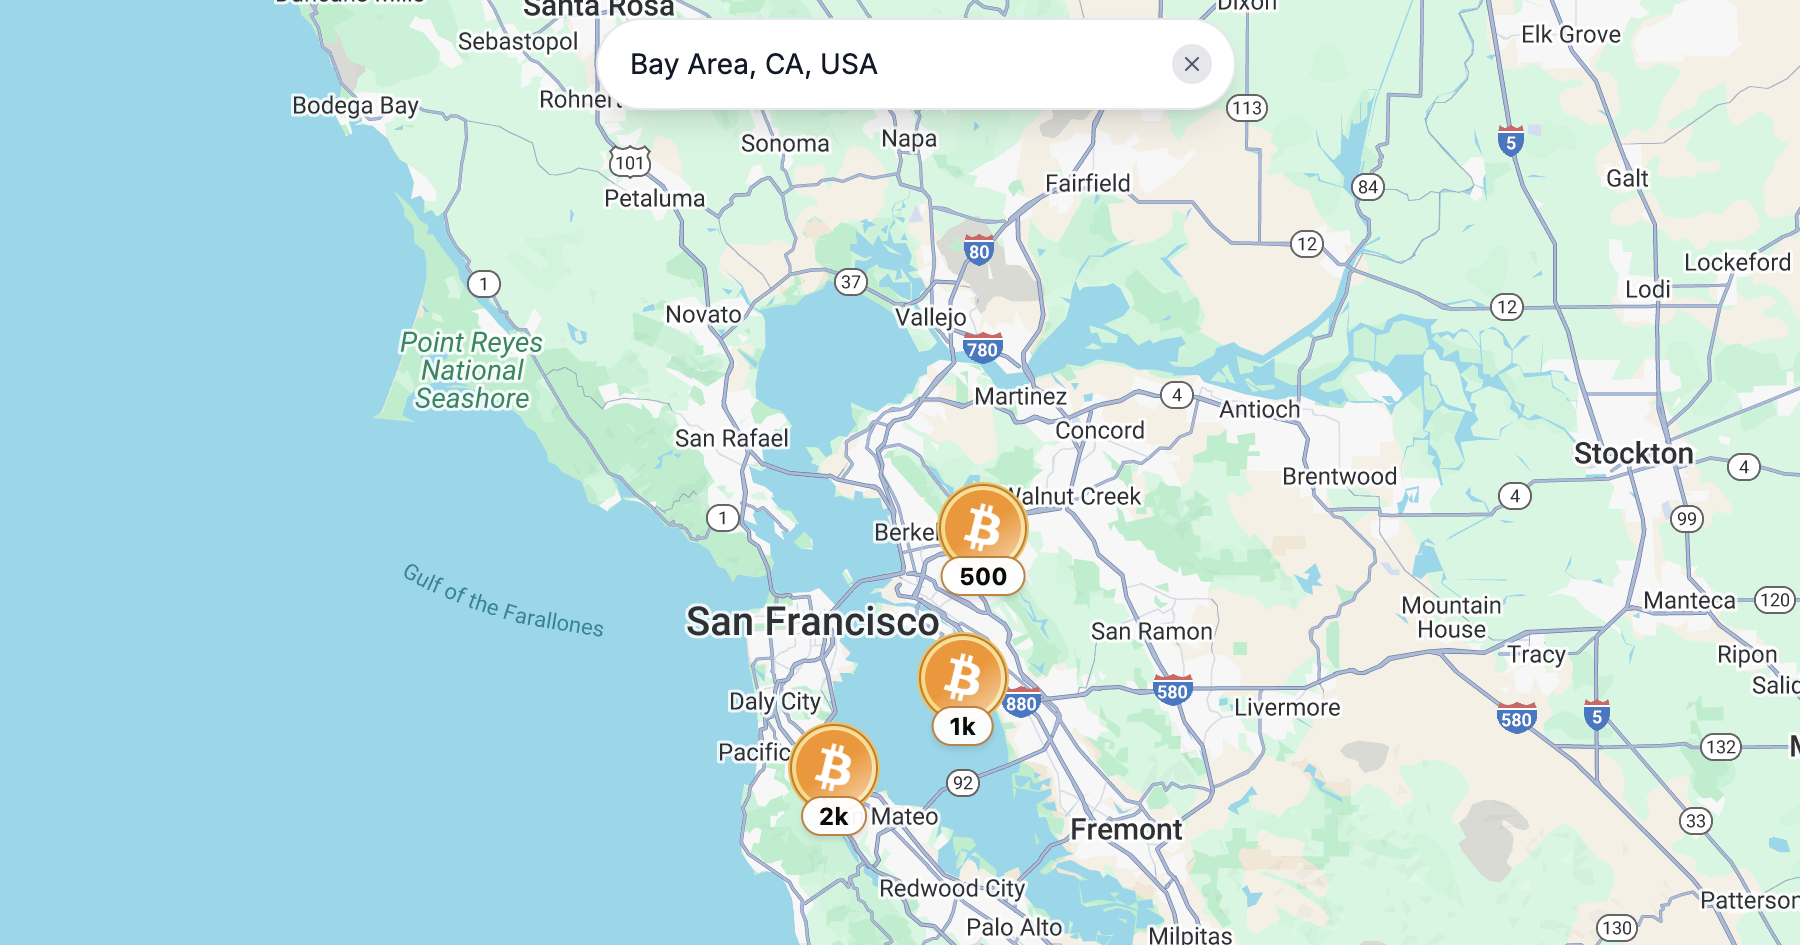 Santa Rosa
Dixon
Sebastopol
Elk Grove
Bay Area, CA, USA
Bodega Bay
113
Sonoma
Napa
5
101
Galt
Petaluma
Fairfield
84
80
12
Lockeford
1
37
Lodi
12
Novato
Vallejo
Point Reyes
National
Seashore
780
Martinez
4
Antioch
San Rafael
Concord
Stockton
4
Brentwood
Walnut Creek
4
1
99
500
Gulf of the Farallones
Mountain
House
Manteca
120
San Francisco
San Ramon
Tracy
Ripon
Daly City
880
580
Livermore
580
5
1k
132
92
2k
Mateo
Fremont
33
Redwood City
Patterson
Palo Alto
Milpitas
130